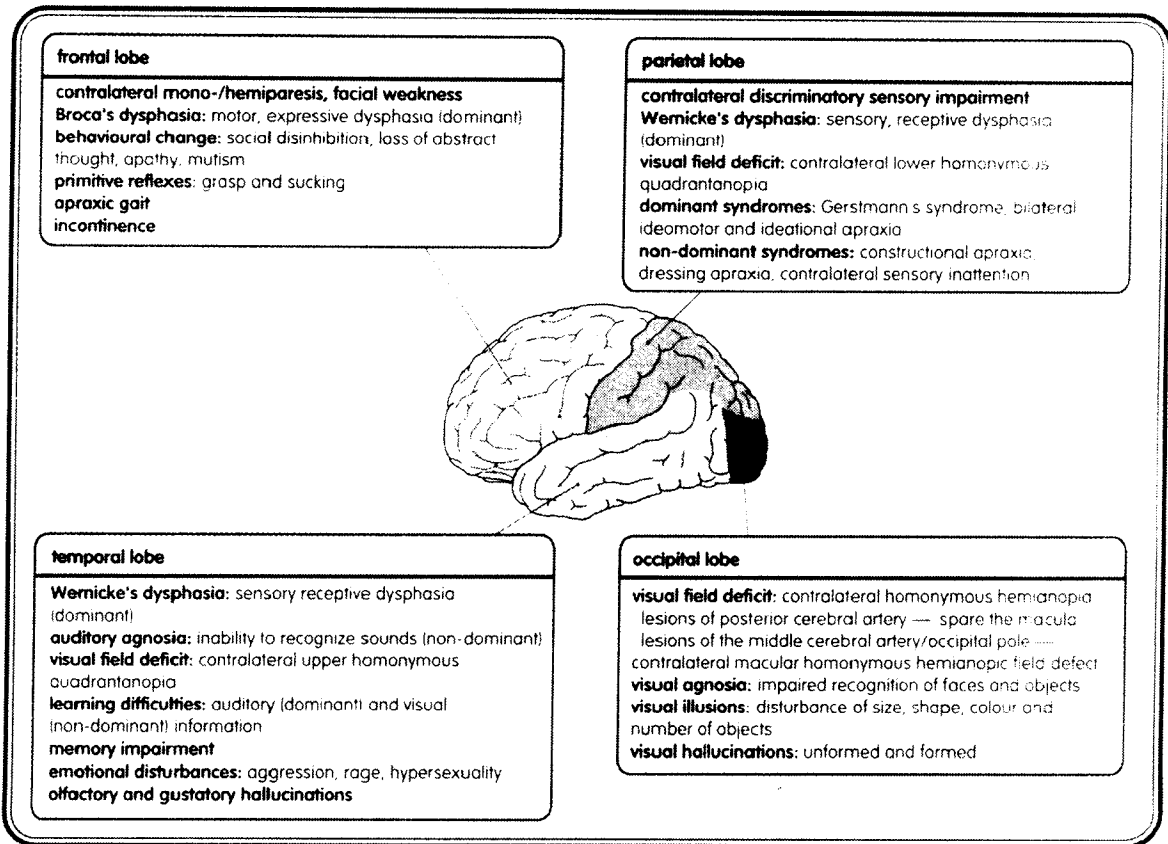 frontal lobe
contralateral mono-/hemiparesis, facial weakness
Broca's dysphasia: motor, expressive dysphasia (dominant)
behavioural change: social disinhibition, loss of abstract
thought, apathy, mutism
primitive reflexes: grasp and sucking
apraxic gait
incontinence
parietal lobe
contralateral discriminatory sensory impairment
Wernicke's dysphasia: sensory, receptive dysphasia
(dominant)
visual field deficit: contralateral lower homonymous
quadrantanopia
dominant syndromes: Gerstmann's syndrome, bilateral
ideomotor and ideational apraxia
non-dominant syndromes: constructional apraxia,
dressing apraxia, contralateral sensory inattention
temporal lobe
Wernicke's dysphasia: sensory receptive dysphasia
(dominant)
auditory agnosia: inability to recognize sounds (non-dominant)
visual field deficit: contralateral upper homonymous
quadrantanopia
learning difficulties: auditory (dominant) and visual
(non-dominant) information
memory impairment
emotional disturbances: aggression, rage, hypersexuality
olfactory and gustatory hallucinations
occipital lobe
visual field deficit: contralateral homonymous hemianopia
lesions of posterior cerebral artery — spare the macula
lesions of the middle cerebral artery/occipital pole —
contralateral macular homonymous hemianopic field defect
visual agnosia: impaired recognition of faces and objects
visual illusions: disturbance of size, shape, colour and
number of objects
visual hallucinations: unformed and formed